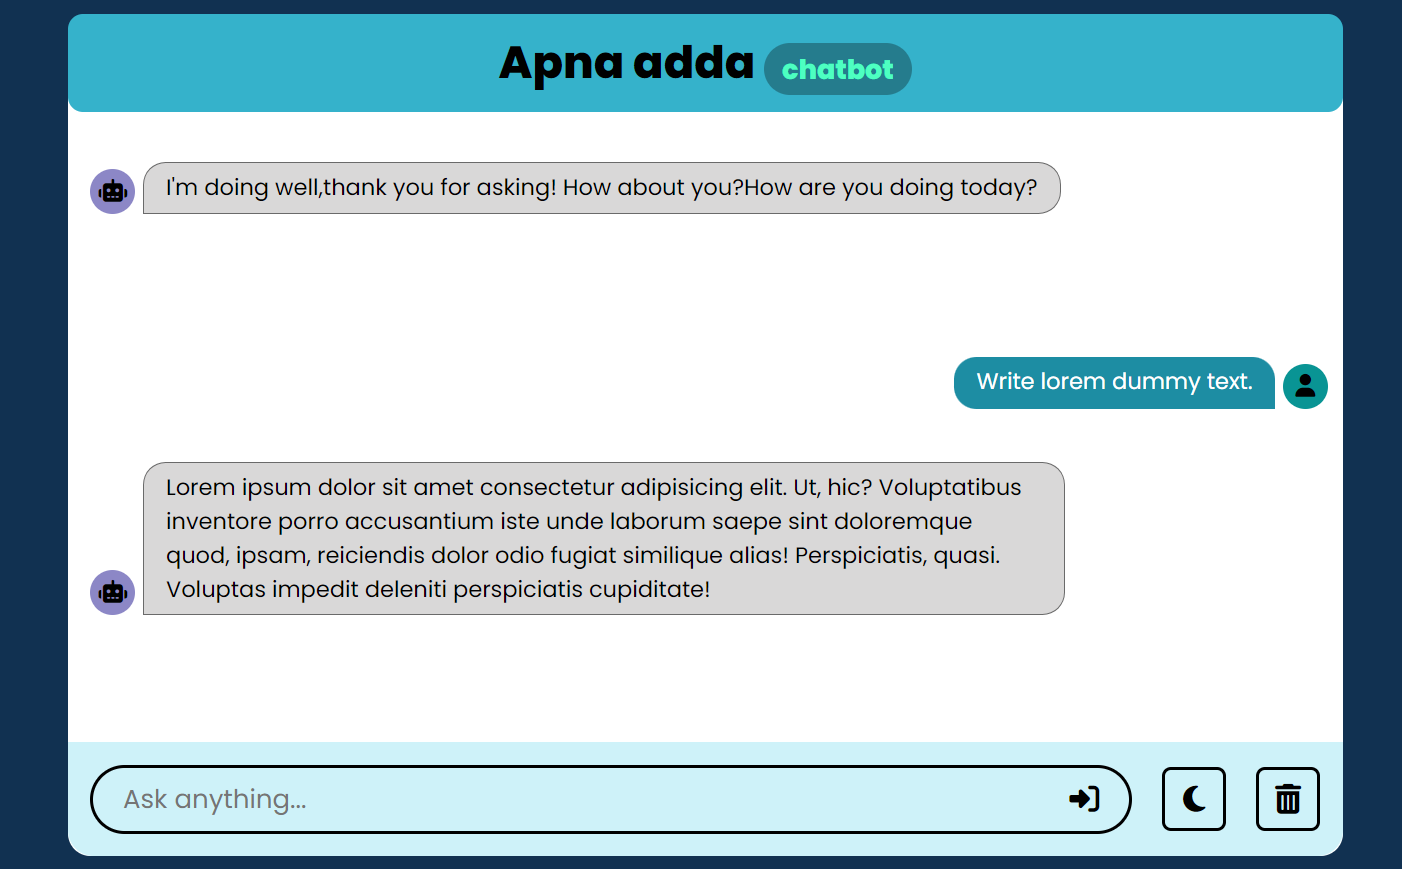 Apna adda chatbot
I'm doing well,thank you for asking! How about you?How are you doing today?
Write lorem dummy text.
Lorem ipsum dolor sit amet consectetur adipisicing elit. Ut, hic? Voluptatibus
inventore porro accusantium iste unde laborum saepe sint doloremque
quod, ipsam, reiciendis dolor odio fugiat similique alias! Perspiciatis, quasi.
Voluptas impedit deleniti perspiciatis cupiditate!
Ask anything...